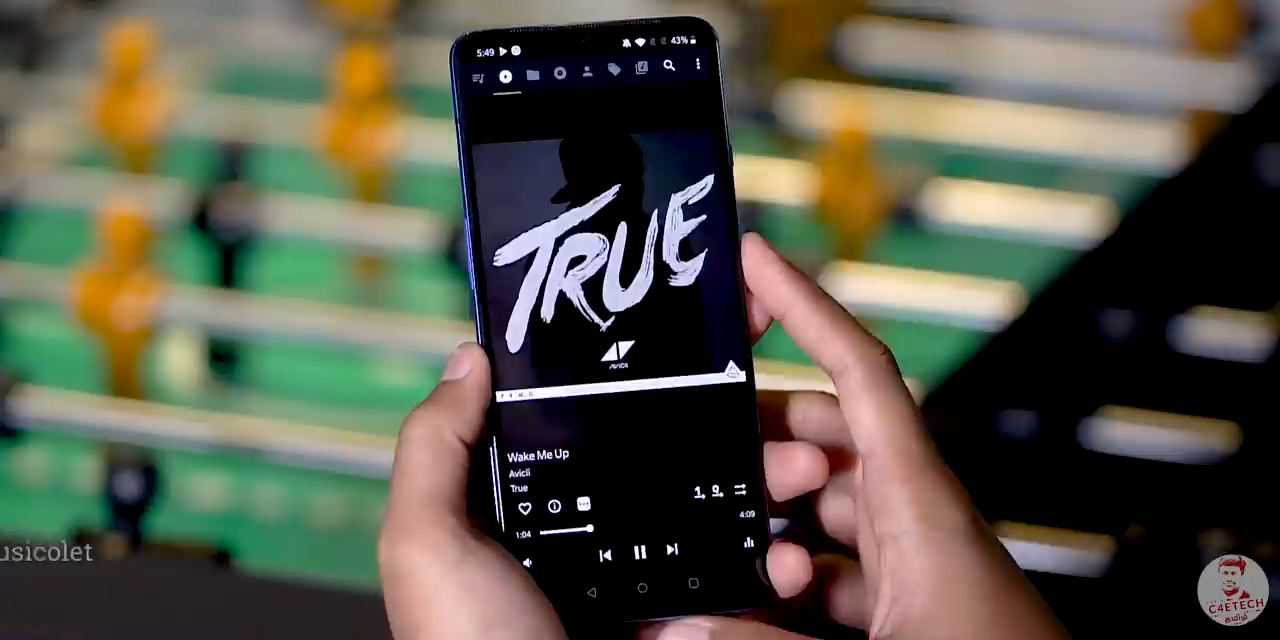 5:49
43%
TRUE
AVICII
Wake Me Up
Avicii
True
1:04
4:09
usicolet
C4ETECH
தமிழ்